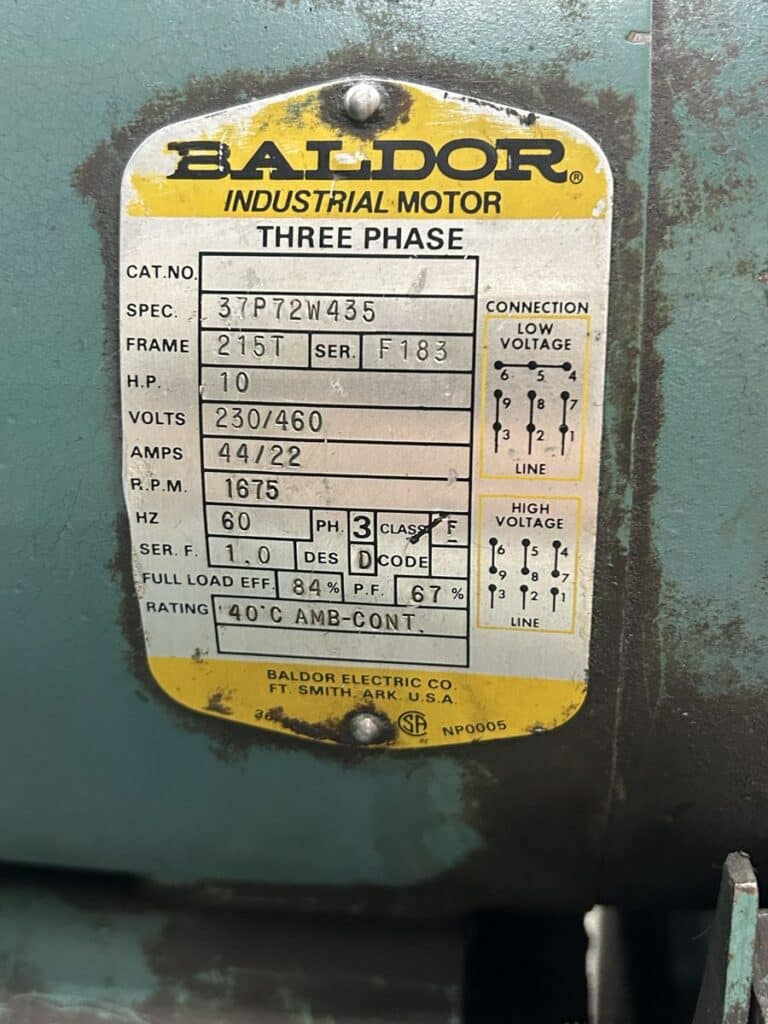 BALDOR®
INDUSTRIAL MOTOR
THREE PHASE
CAT.NO.
SPEC. 37P72W435
FRAME 215T SER. F183
H.P. 10
VOLTS 230/460
AMPS 44/22
R.P.M. 1675
HZ 60 PH. 3 CLASS F
SER. F. 1.0 DES D CODE
FULL LOAD EFF. 84 % P.F. 67 %
RATING 40°C AMB-CONT.
CONNECTION
LOW
VOLTAGE
6 5 4
9 8 7
3 2 1
LINE
HIGH
VOLTAGE
6 5 4
9 8 7
3 2 1
LINE
BALDOR ELECTRIC CO.
FT. SMITH, ARK. U.S.A.
SA NP0005